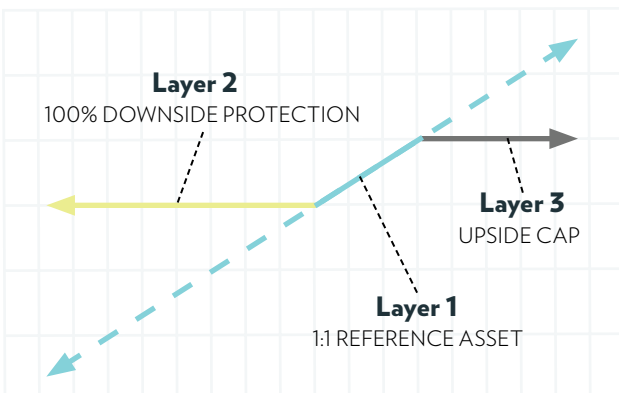 Layer 2
100% DOWNSIDE PROTECTION
Layer 3
UPSIDE CAP
Layer 1
1:1 REFERENCE ASSET